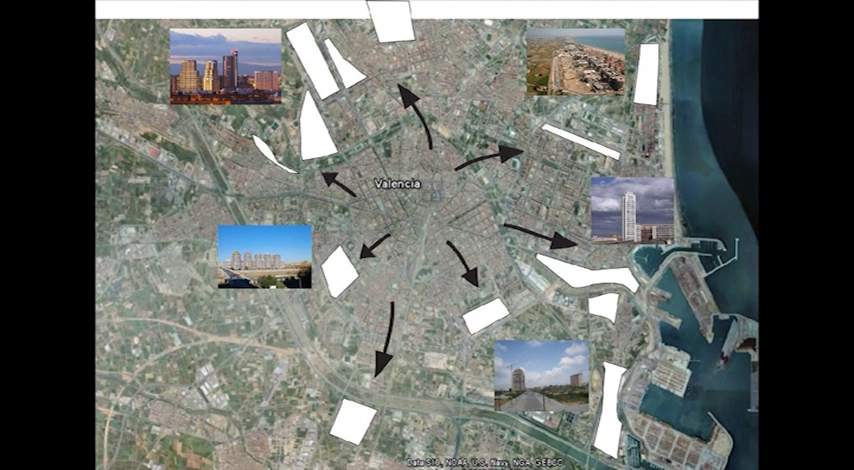 Valencia
Data SIO, NOAA, U.S. Navy, NGA, GEBCO